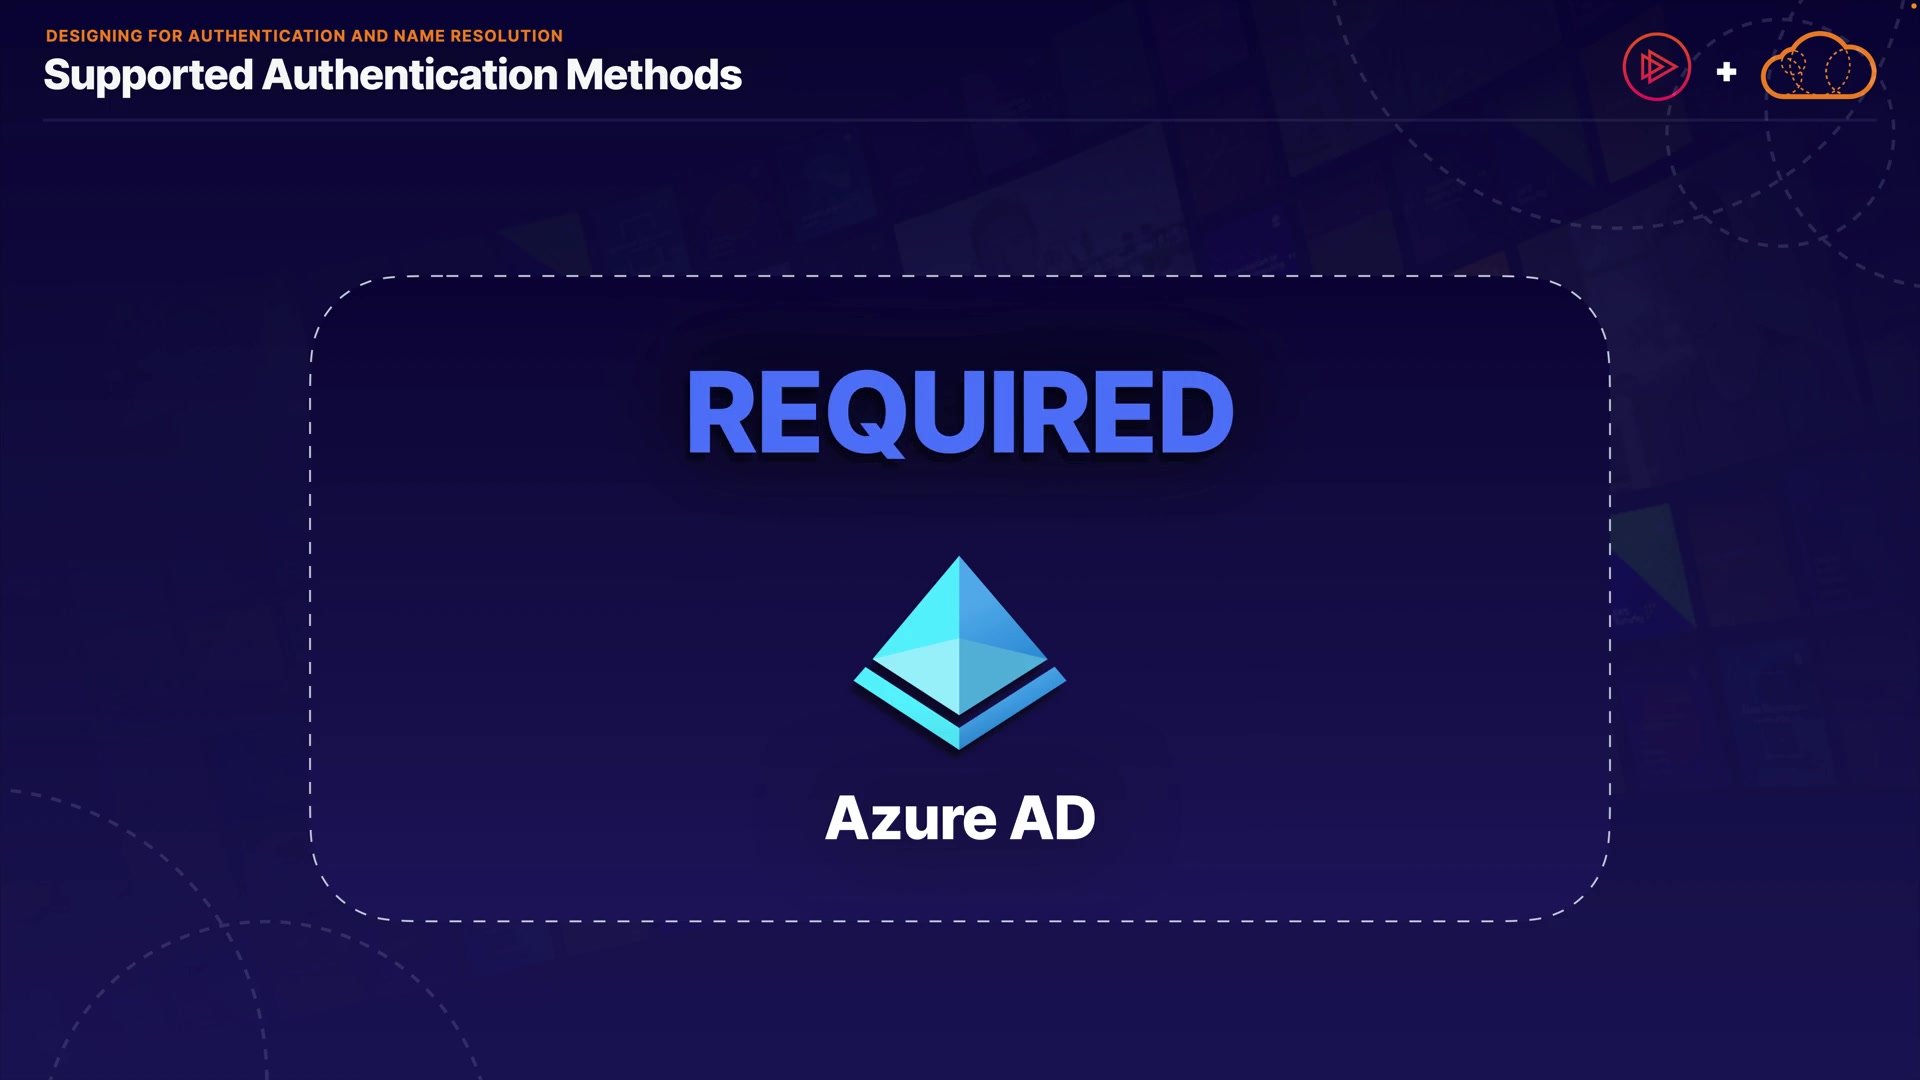 DESIGNING FOR AUTHENTICATION AND NAME RESOLUTION
Supported Authentication Methods
+
REQUIRED
Azure AD